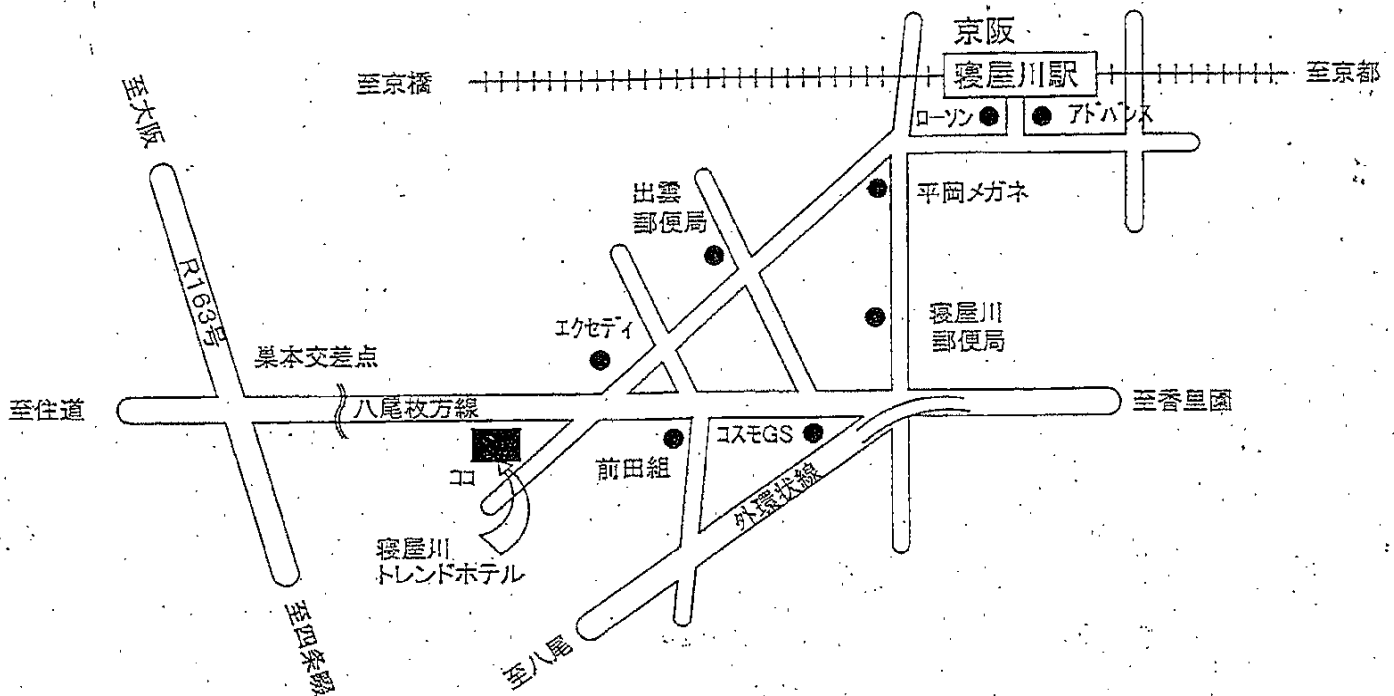 京阪
寝屋川駅
至京橋
至京都
ローソン
アドバンス
至大阪
出雲
郵便局
平岡メガネ
R163号
エクセディ
寝屋川
郵便局
巣本交差点
至住道
八尾枚方線
至香里園
ココ
前田組
コスモGS
外環状線
寝屋川
トレンドホテル
至四条畷
至八尾